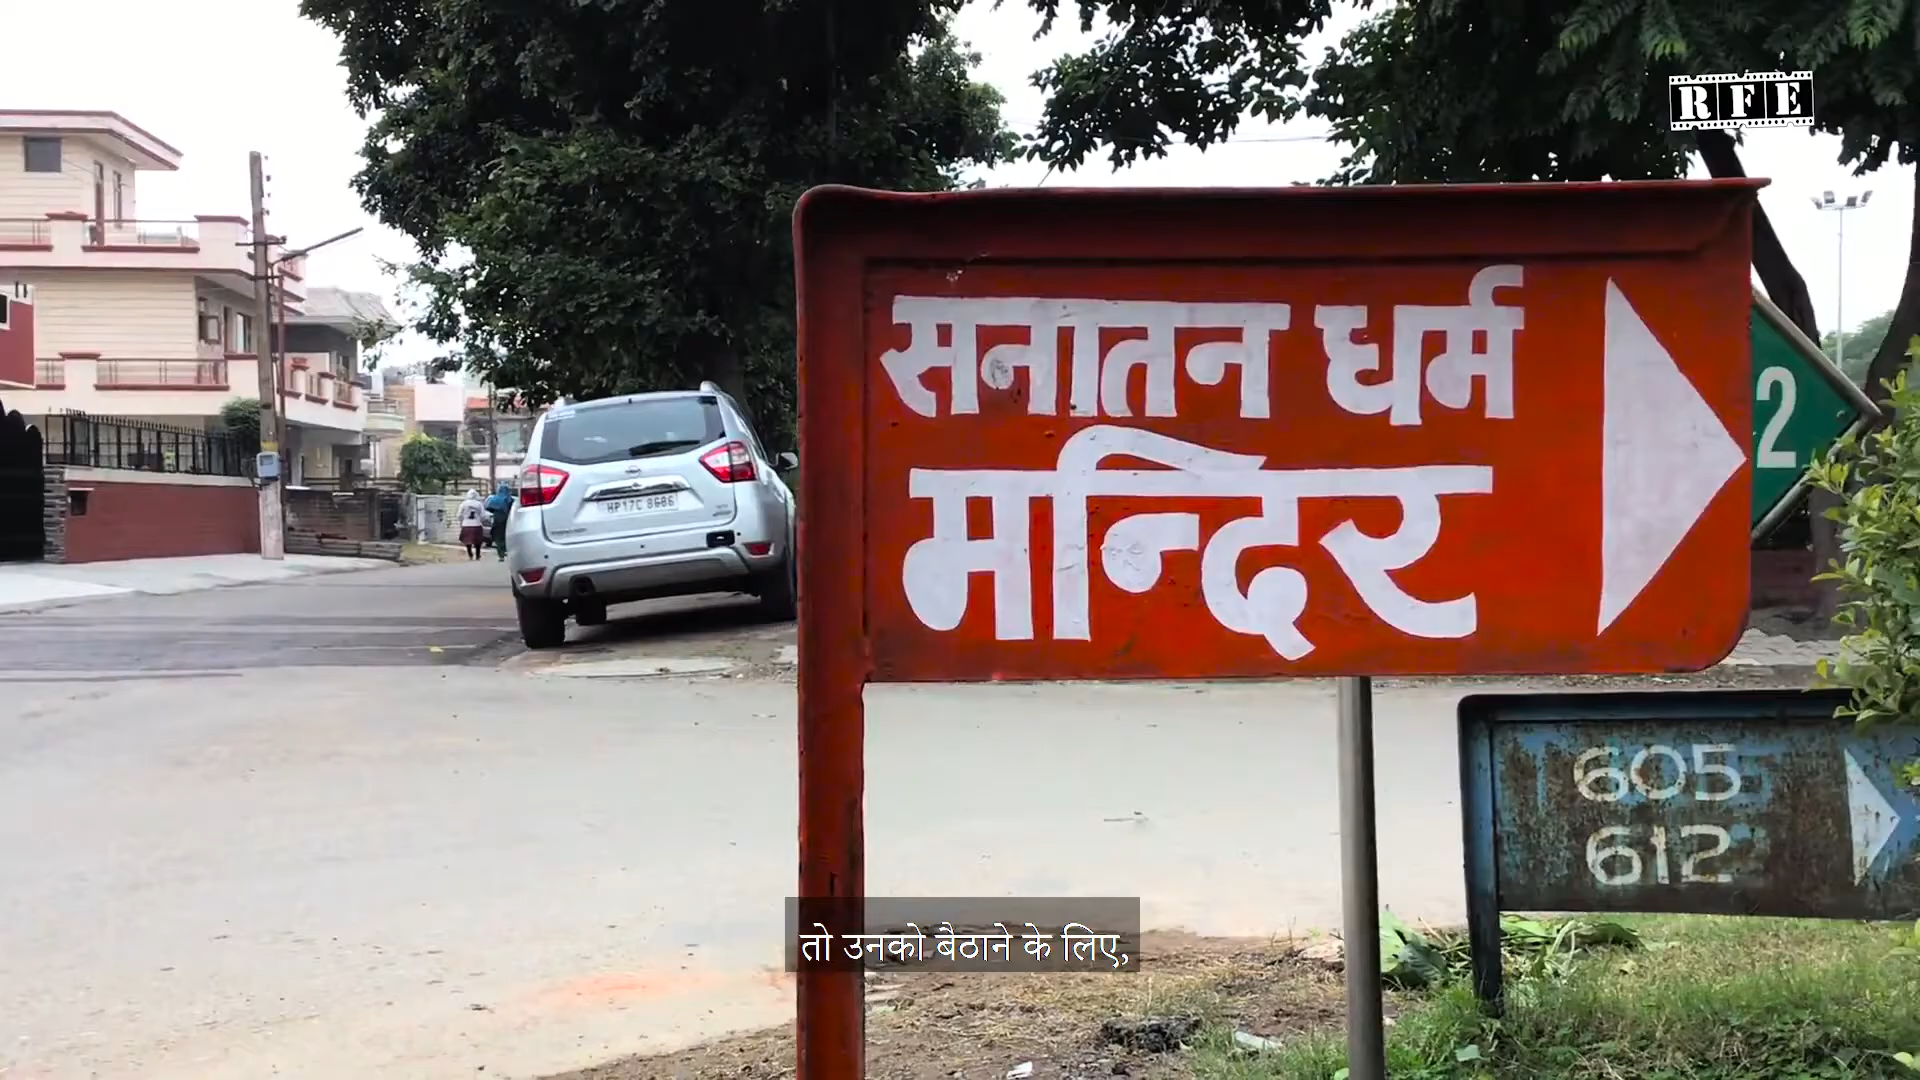 RFE
सनातन धर्म
मन्दिर
2
HP17C 8686
605
612
तो उनको बैठाने के लिए,